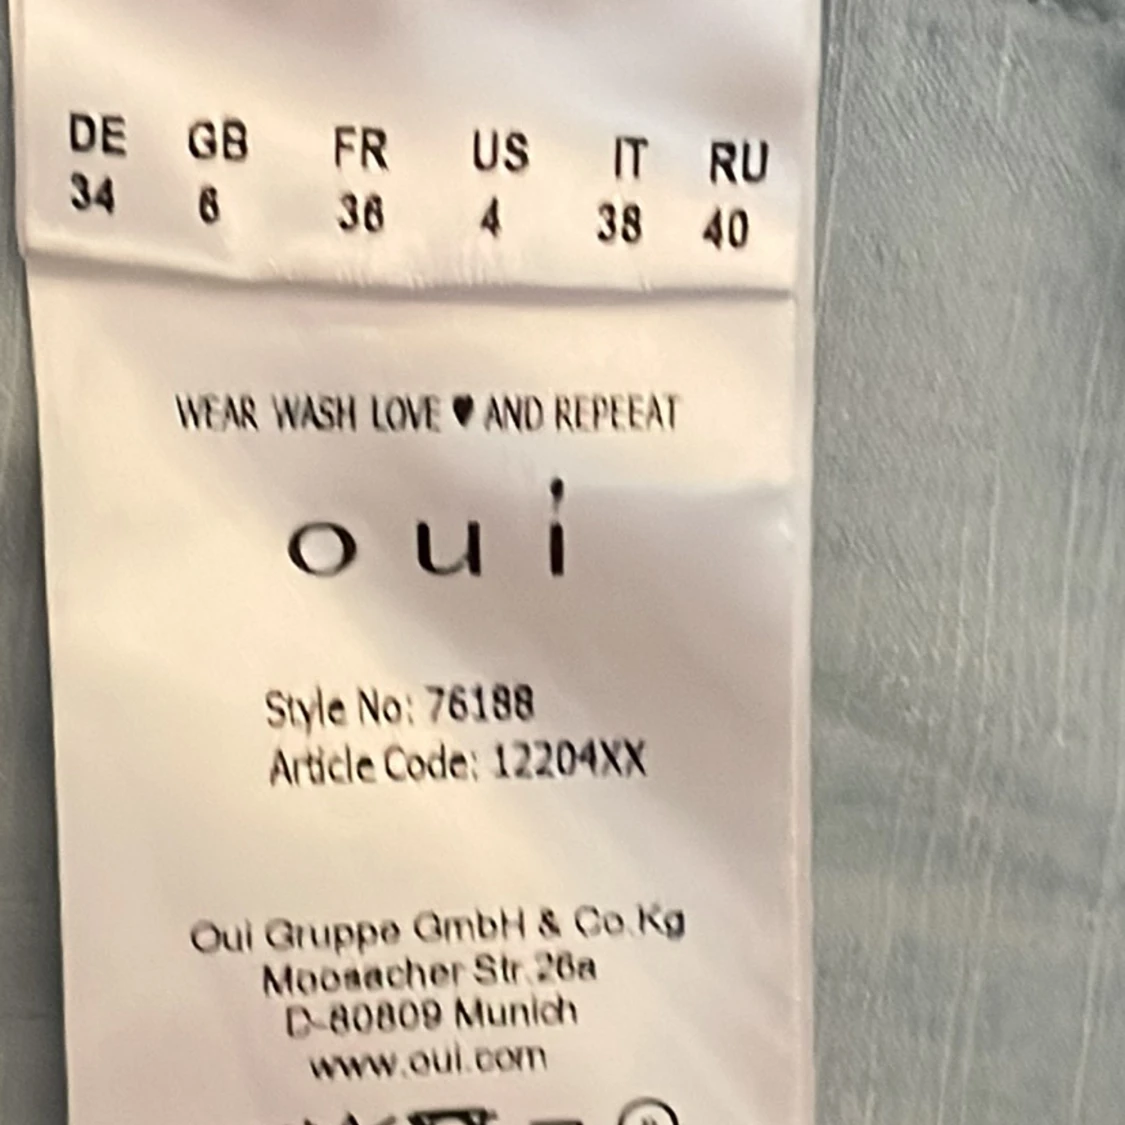 DE GB FR US IT RU
34 6 36 4 38 40
WEAR WASH LOVE ♥ AND REPEEAT
oui
Style No: 76188
Article Code: 12204XX
Oui Gruppe GmbH & Co.Kg
Moosacher Str.26a
D-80809 Munich
www.oui.com